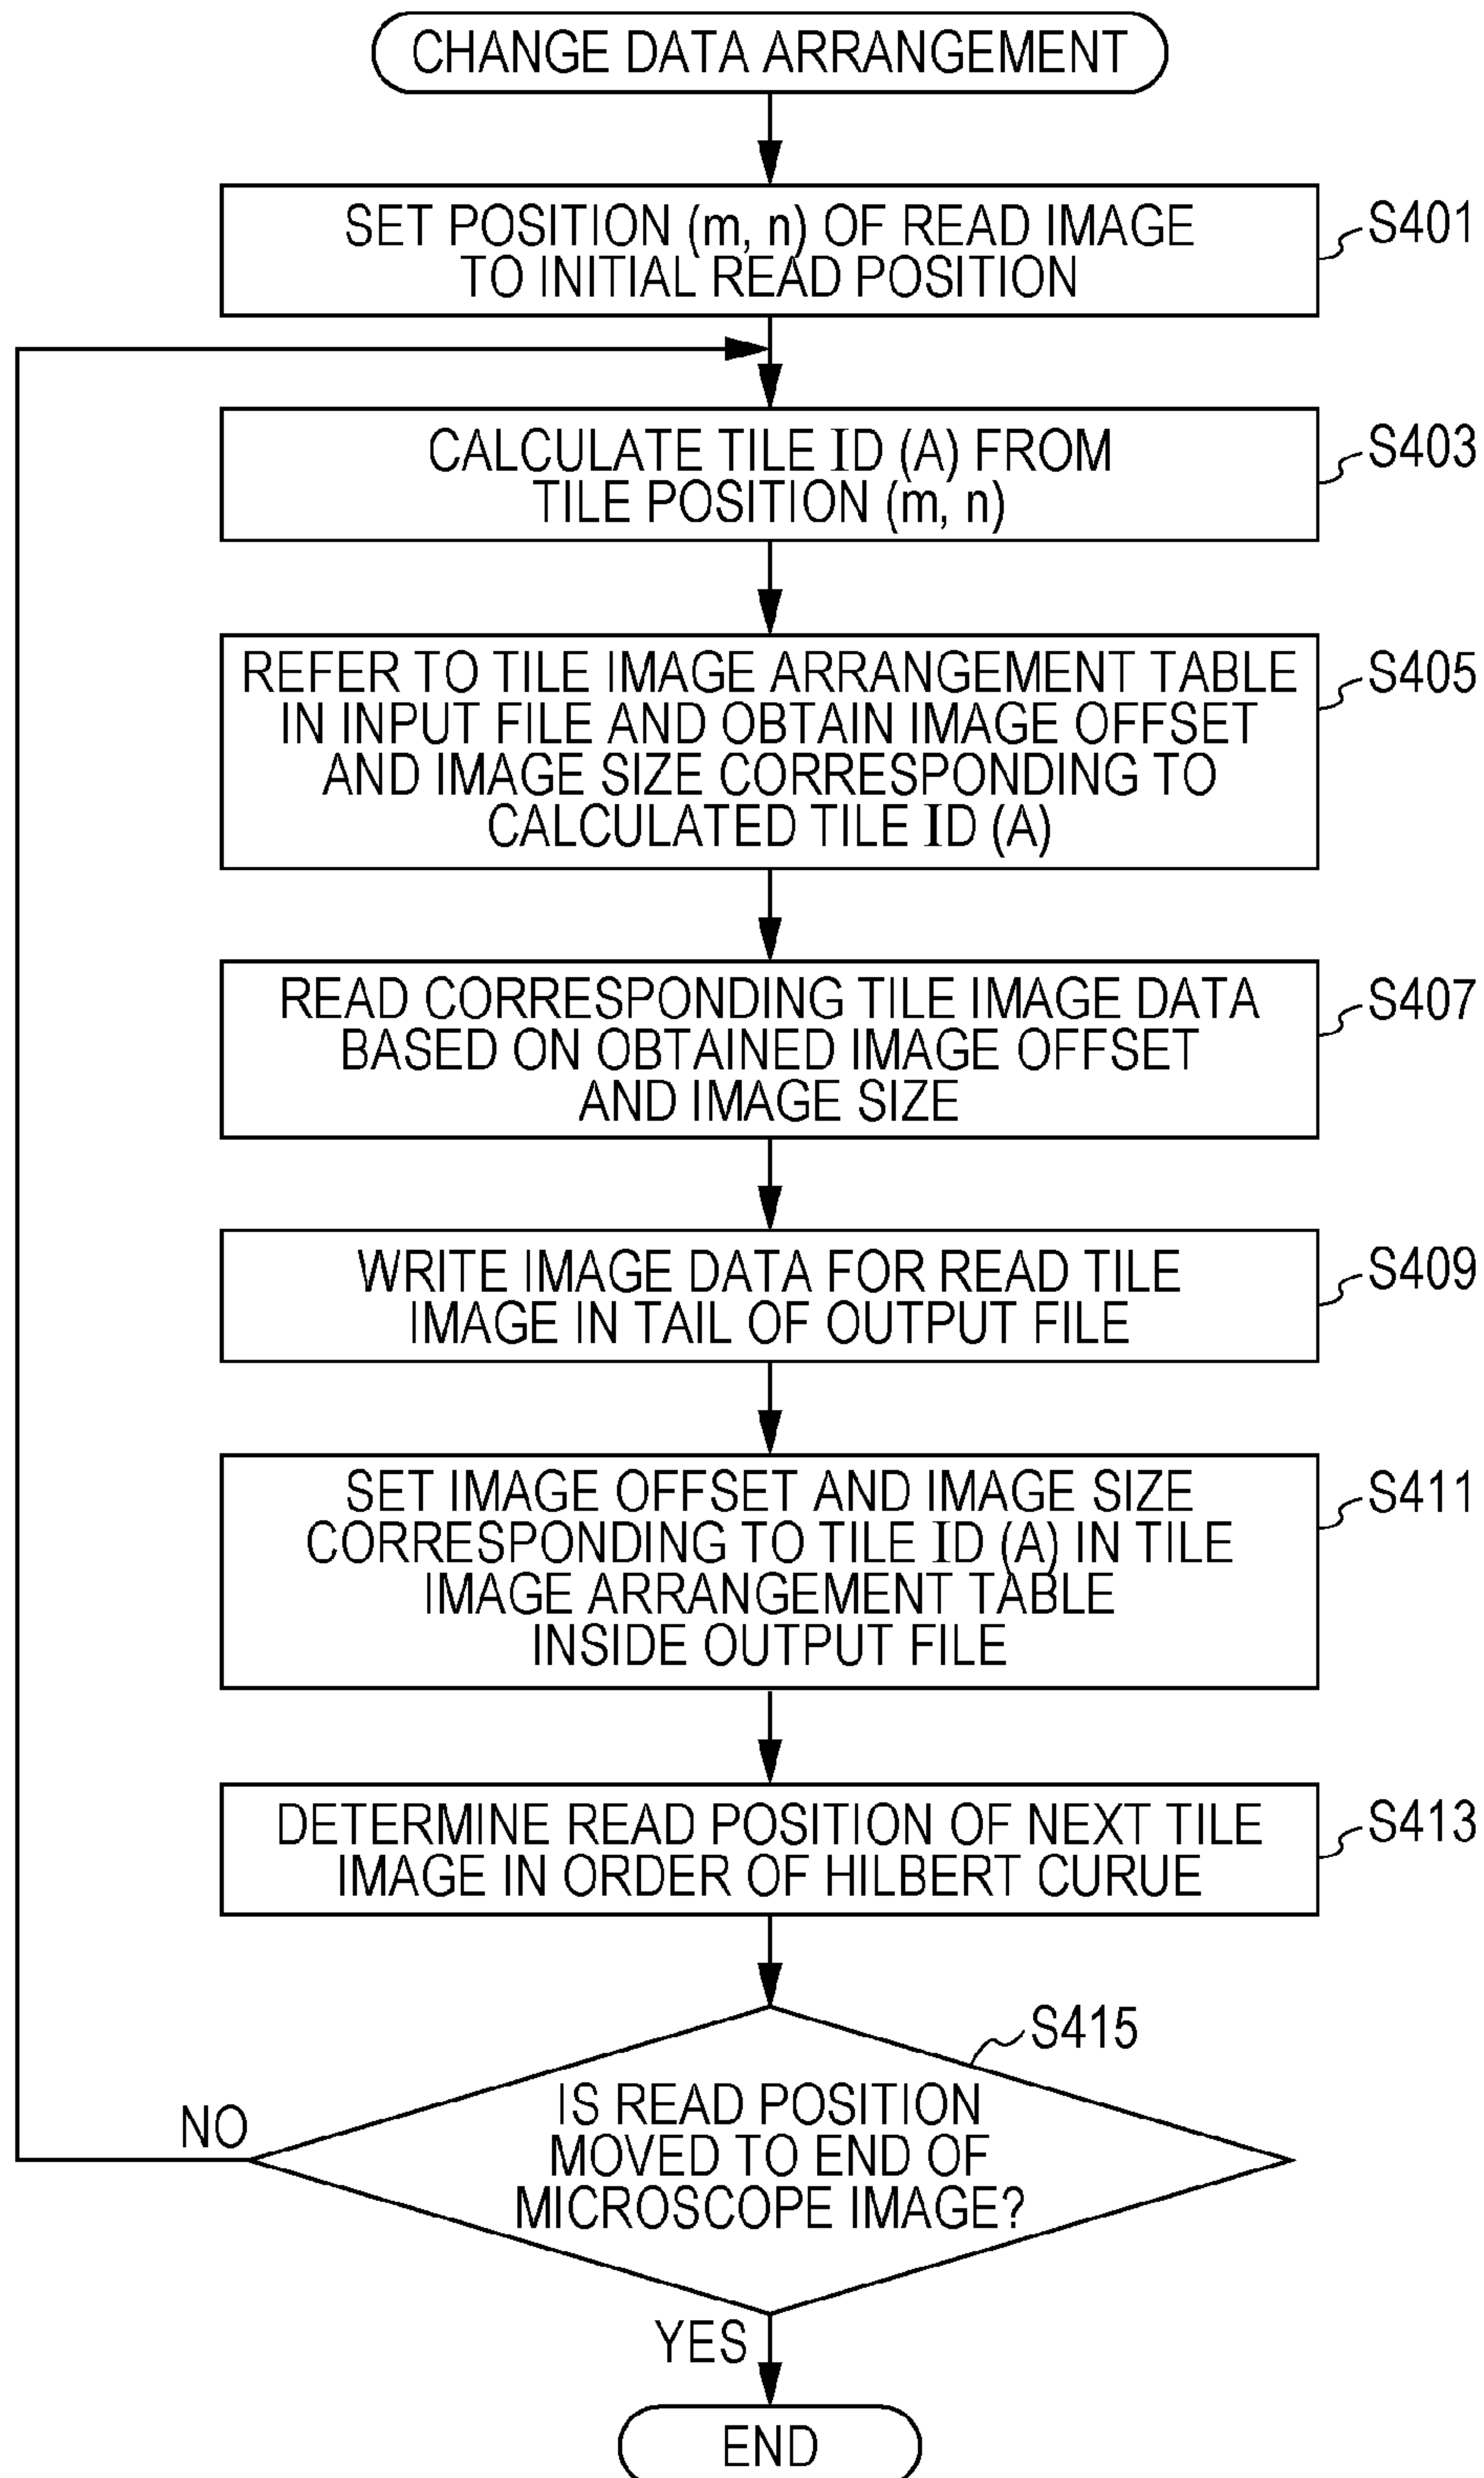 CHANGE DATA ARRANGEMENT
SET POSITION (m, n) OF READ IMAGE
TO INITIAL READ POSITION
S401
CALCULATE TILE ID (A) FROM
TILE POSITION (m, n)
S403
REFER TO TILE IMAGE ARRANGEMENT TABLE
IN INPUT FILE AND OBTAIN IMAGE OFFSET
AND IMAGE SIZE CORRESPONDING TO
CALCULATED TILE ID (A)
S405
READ CORRESPONDING TILE IMAGE DATA
BASED ON OBTAINED IMAGE OFFSET
AND IMAGE SIZE
S407
WRITE IMAGE DATA FOR READ TILE
IMAGE IN TAIL OF OUTPUT FILE
S409
SET IMAGE OFFSET AND IMAGE SIZE
CORRESPONDING TO TILE ID (A) IN TILE
IMAGE ARRANGEMENT TABLE
INSIDE OUTPUT FILE
S411
DETERMINE READ POSITION OF NEXT TILE
IMAGE IN ORDER OF HILBERT CURUE
S413
S415
IS READ POSITION
MOVED TO END OF
MICROSCOPE IMAGE?
NO
YES
END